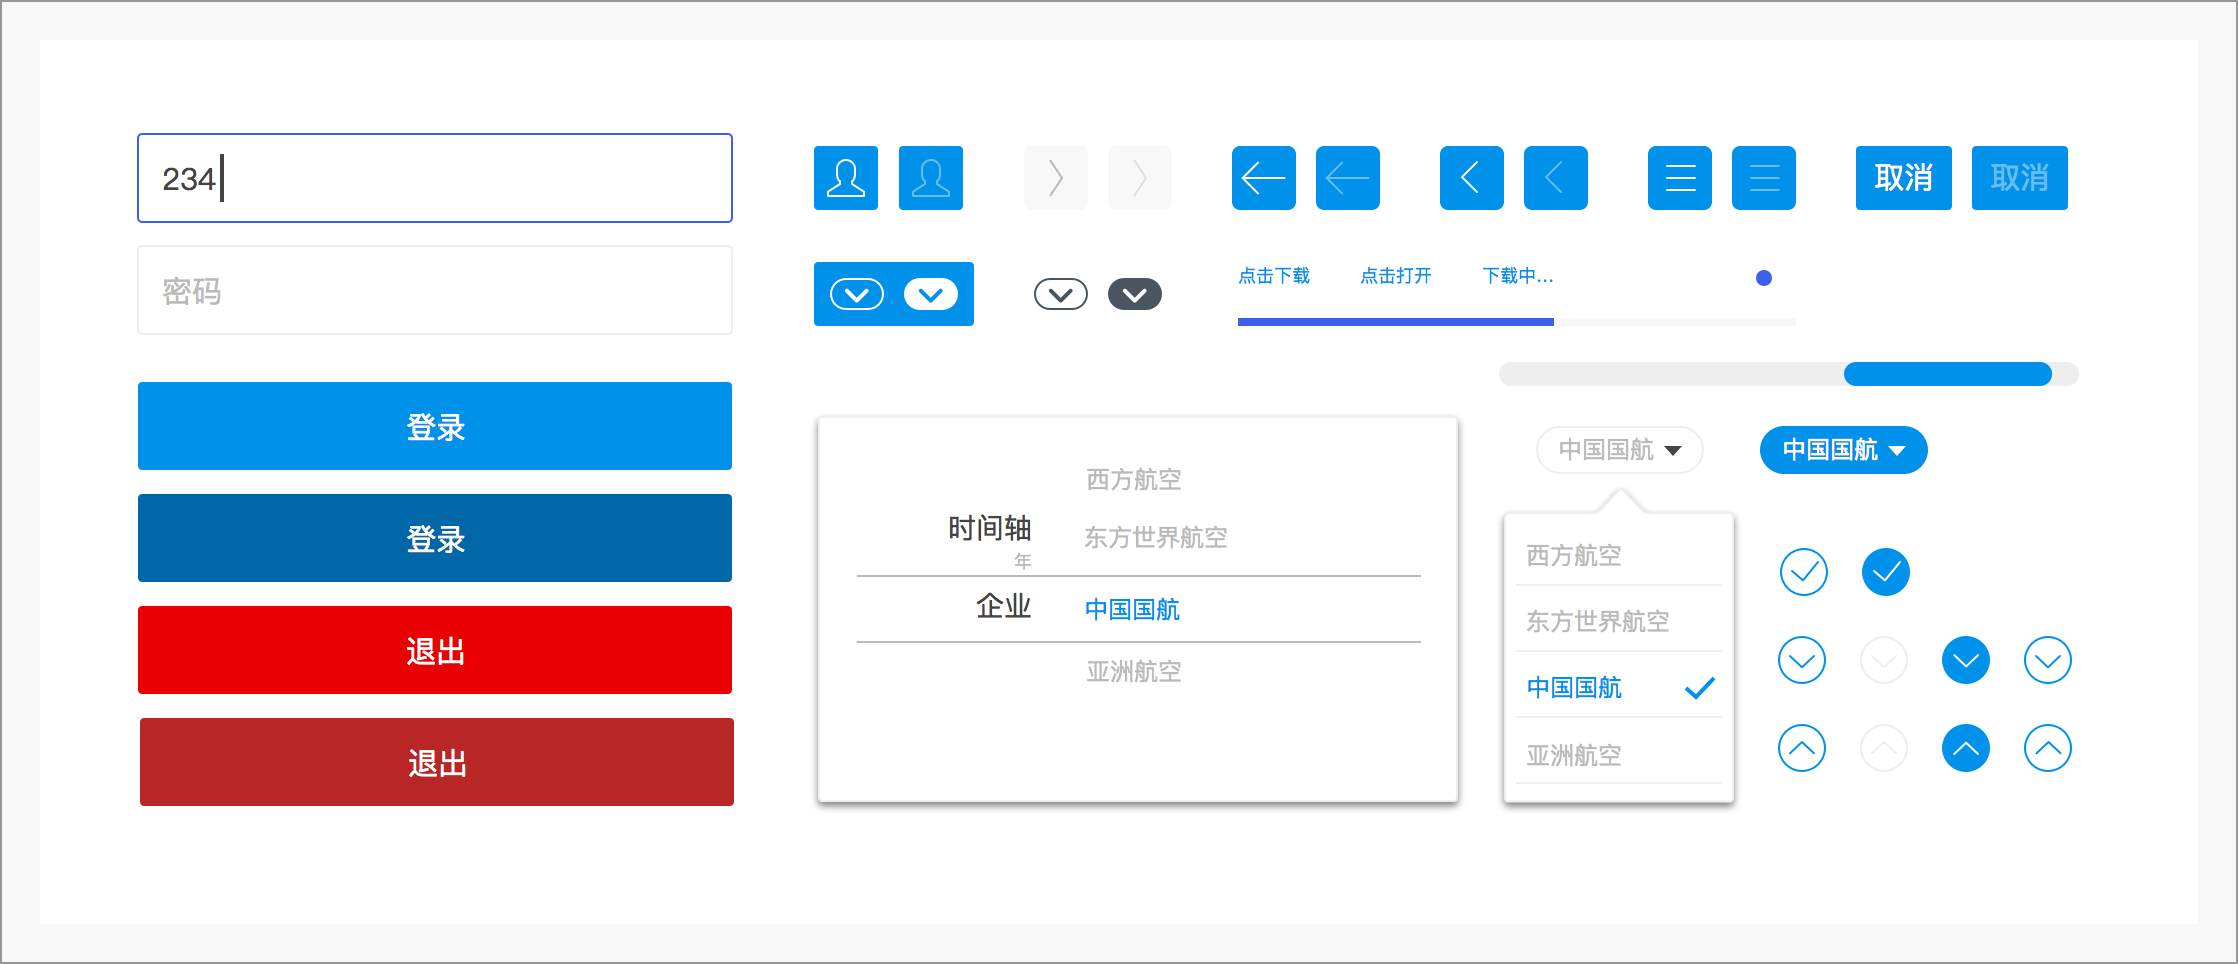 234
密码
登录
登录
退出
退出
取消
取消
点击下载
点击打开
下载中...
西方航空
时间轴
东方世界航空
年
企业
中国国航
亚洲航空
中国国航
中国国航
西方航空
东方世界航空
中国国航
亚洲航空